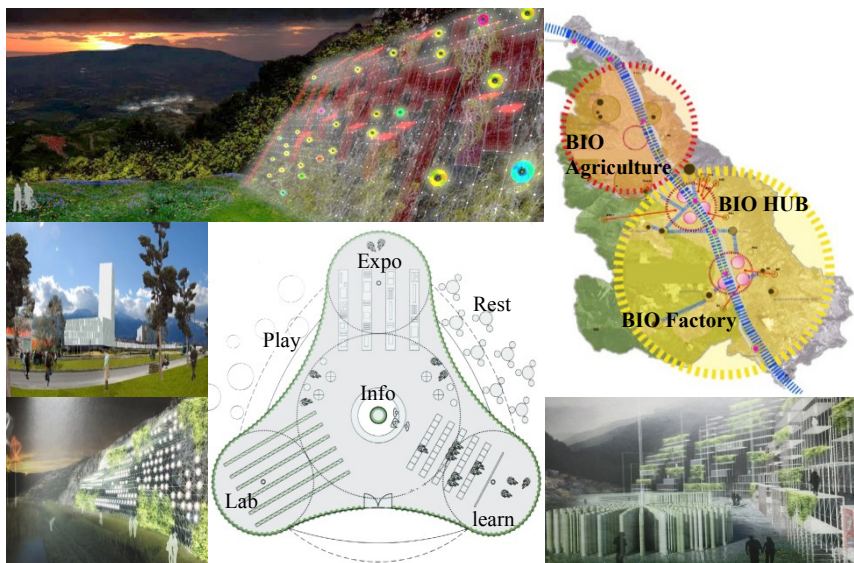 BIO
Agriculture
BIO HUB
BIO Factory
Expo
Rest
Play
Info
Lab
learn